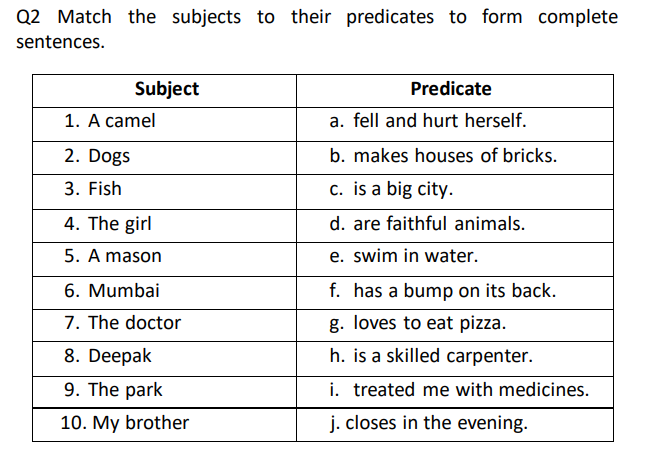 Q2 Match the subjects to their predicates to form complete
sentences.
Subject Predicate
1. A camel a. fell and hurt herself.
2. Dogs b. makes houses of bricks.
3. Fish c. is a big city.
4. The girl d. are faithful animals.
5. A mason e. swim in water.
6. Mumbai f. has a bump on its back.
7. The doctor g. loves to eat pizza.
8. Deepak h. is a skilled carpenter.
9. The park i. treated me with medicines.
10. My brother j. closes in the evening.